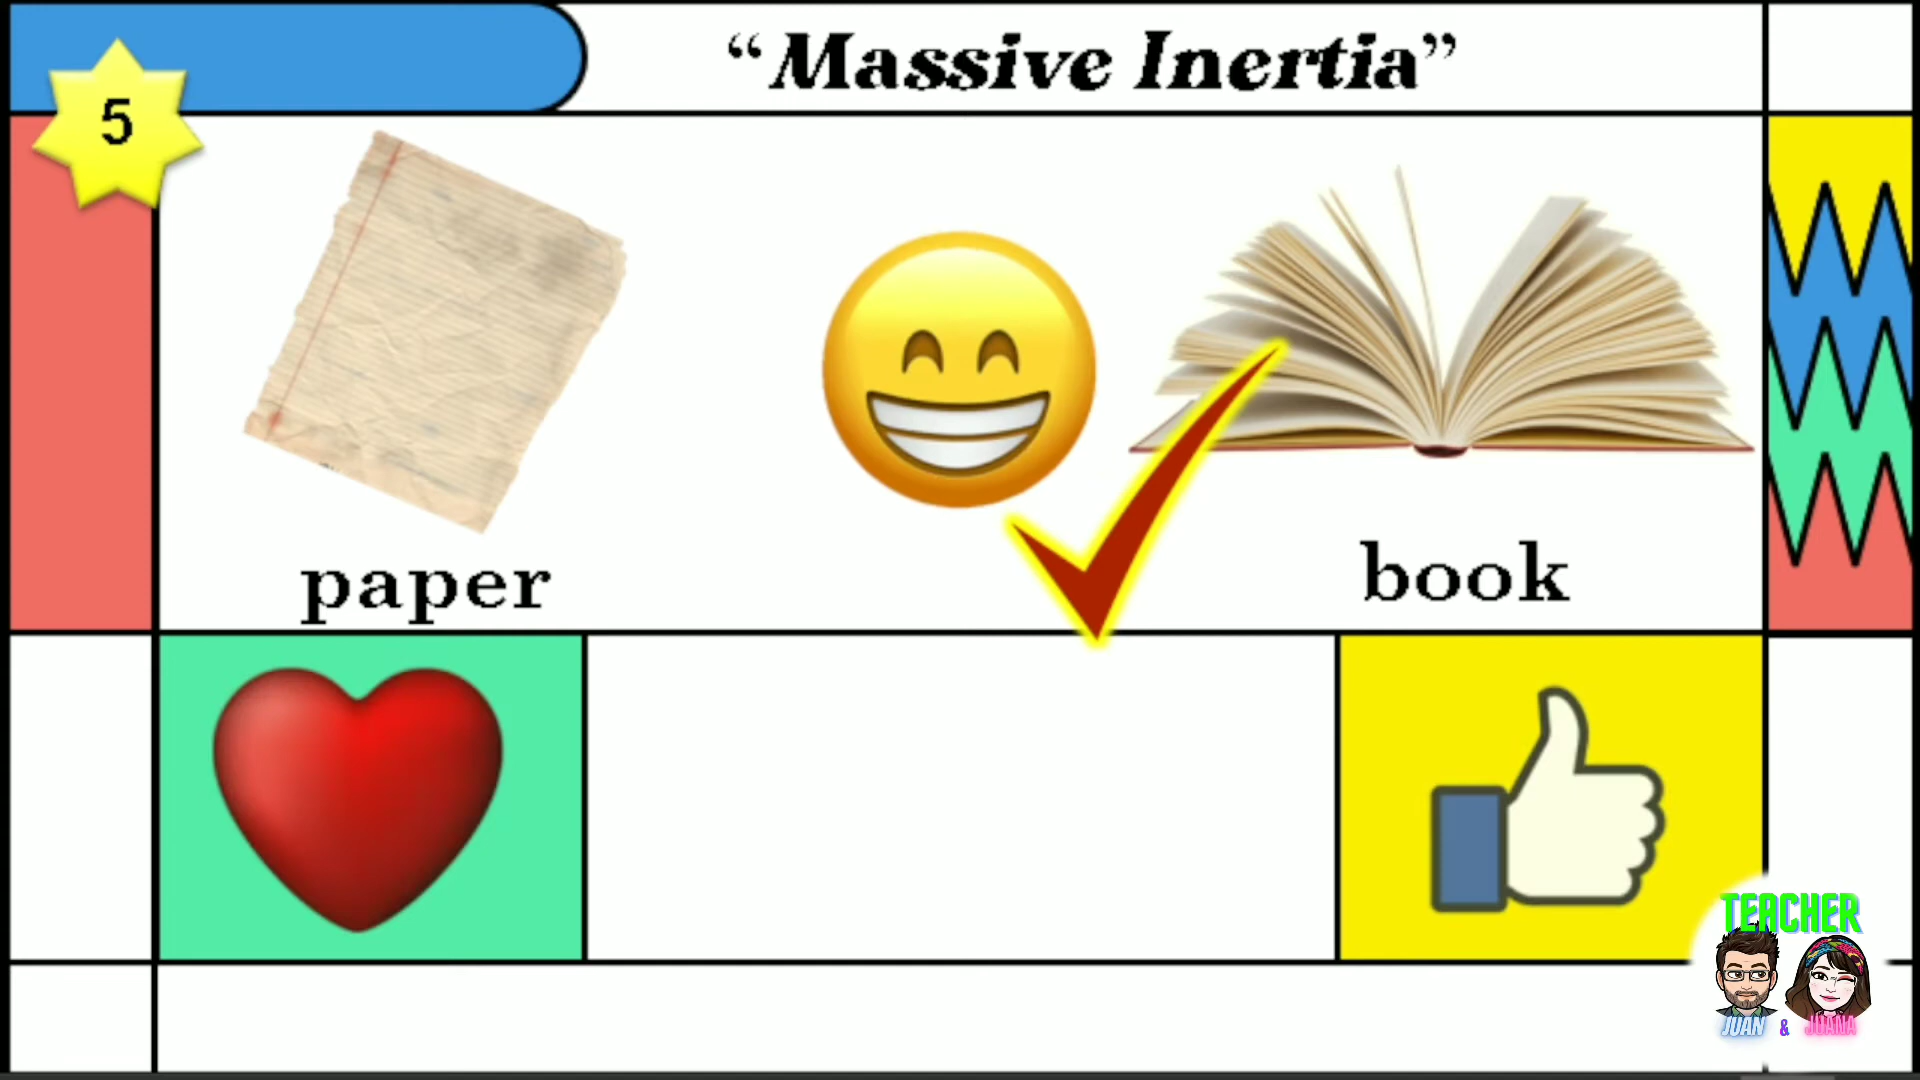 “Massive Inertia”
5
paper
book
TEACHER
JUAN & JUANA